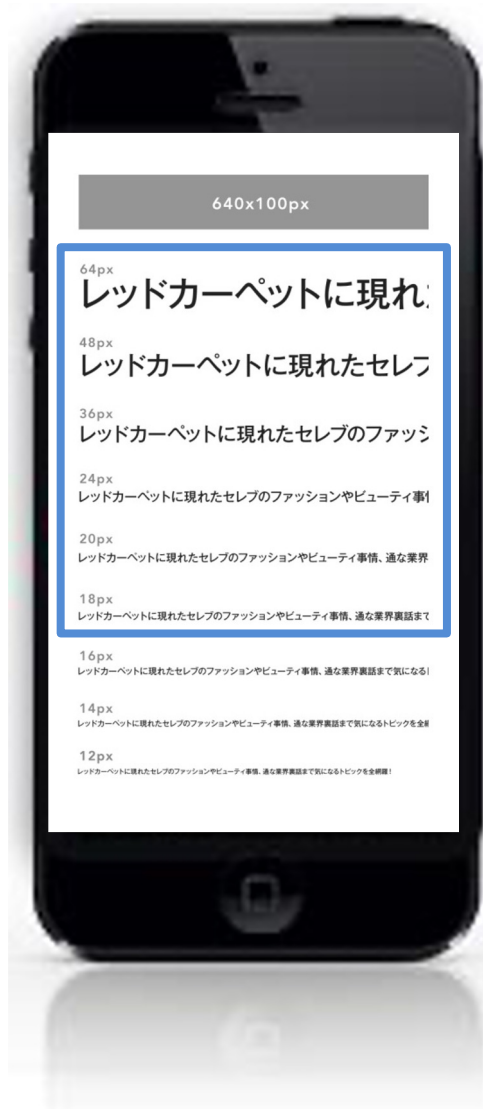 640x100px
64px
レッドカーペットに現れ
48px
レッドカーペットに現れたセレブ
36px
レッドカーペットに現れたセレブのファッシ
24px
レッドカーペットに現れたセレブのファッションやビューティ事
20px
レッドカーペットに現れたセレブのファッションやビューティ事情、通な業界
18px
レッドカーペットに現れたセレブのファッションやビューティ事情、通な業界裏話まで
16px
レッドカーペットに現れたセレブのファッションやビューティ事情、通な業界裏話まで気になる
14px
レッドカーペットに現れたセレブのファッションやビューティ事情、通な業界裏話まで気になるトピックを全
12px
レッドカーペットに現れたセレブのファッションやビューティ事情、通な業界裏話まで気になるトピックを全網羅！